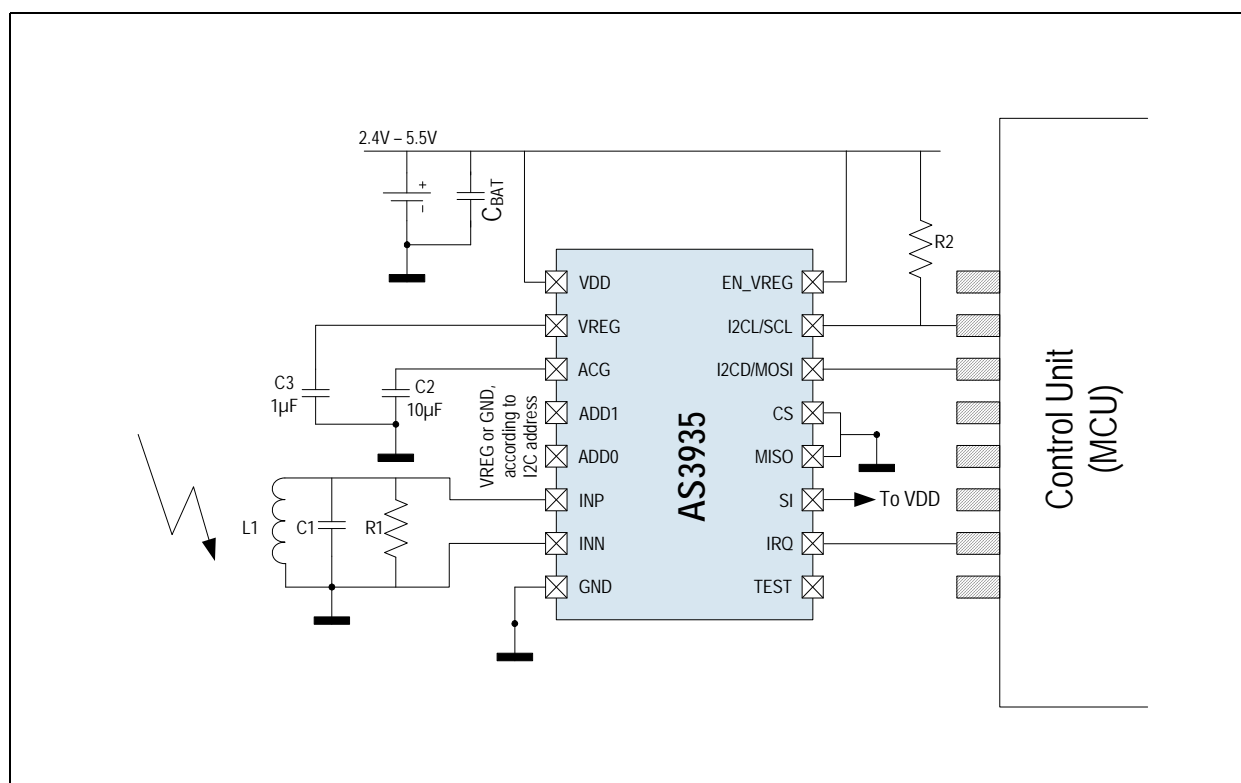 2.4V – 5.5V
+
–
CBAT
R2
VDD
VREG
ACG
ADD1
ADD0
INP
INN
GND
EN_VREG
I2CL/SCL
I2CD/MOSI
CS
MISO
SI
IRQ
TEST
AS3935
C3
1µF
C2
10µF
VREG or GND,
according to
I2C address
L1
C1
R1
To VDD
Control Unit
(MCU)